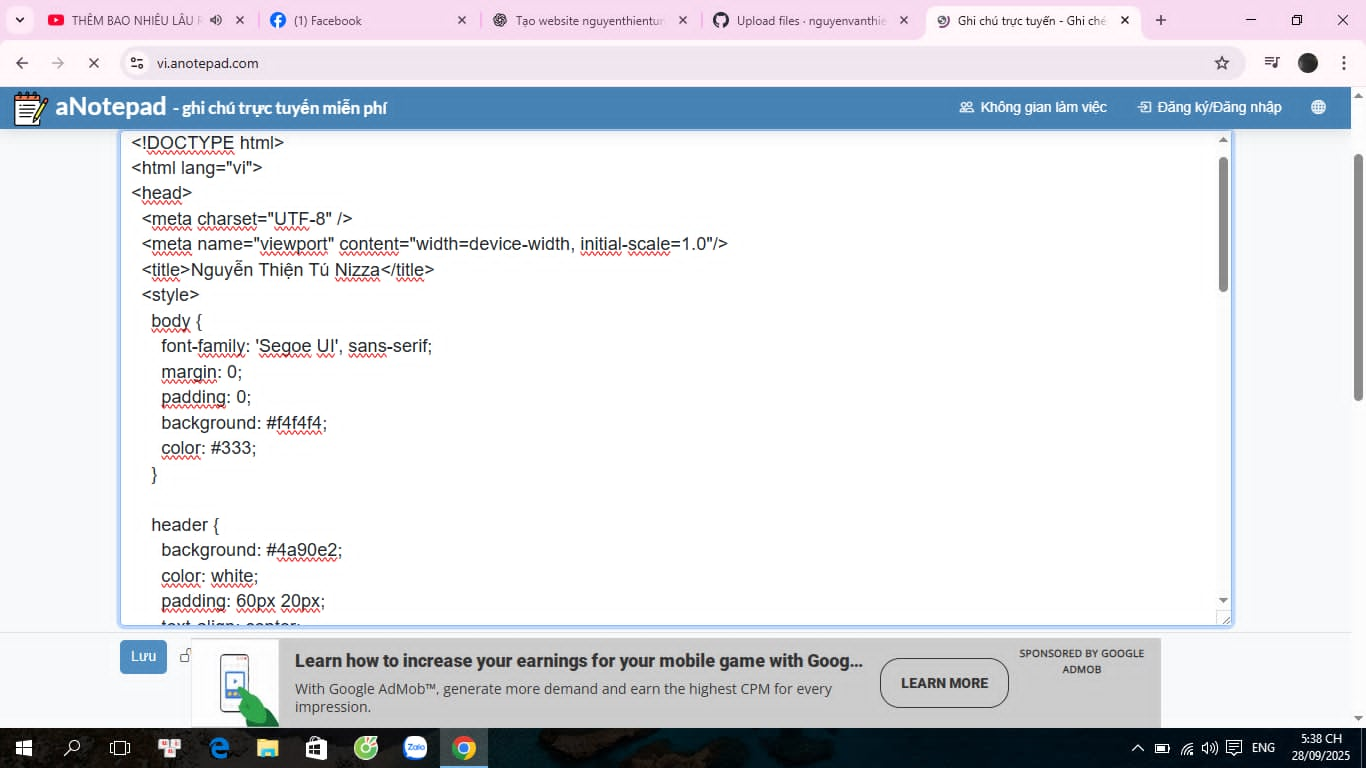 THÊM BAO NHIÊU LÂU
(1) Facebook
Tạo website nguyenthientu
Upload files · nguyenvanthie
Ghi chú trực tuyến - Ghi ché
vi.anotepad.com
aNotepad - ghi chú trực tuyến miễn phí
Không gian làm việc
Đăng ký/Đăng nhập
<!DOCTYPE html>
<html lang="vi">
<head>
<meta charset="UTF-8" />
<meta name="viewport" content="width=device-width, initial-scale=1.0"/>
<title>Nguyễn Thiện Tú Nizza</title>
<style>
body {
font-family: 'Segoe UI', sans-serif;
margin: 0;
padding: 0;
background: #f4f4f4;
color: #333;
}
header {
background: #4a90e2;
color: white;
padding: 60px 20px;
text-align: center;
Lưu
Learn how to increase your earnings for your mobile game with Goog...
With Google AdMob™, generate more demand and earn the highest CPM for every
impression.
LEARN MORE
SPONSORED BY GOOGLE
ADMOB
Zalo
ENG
5:38 CH
28/09/2025